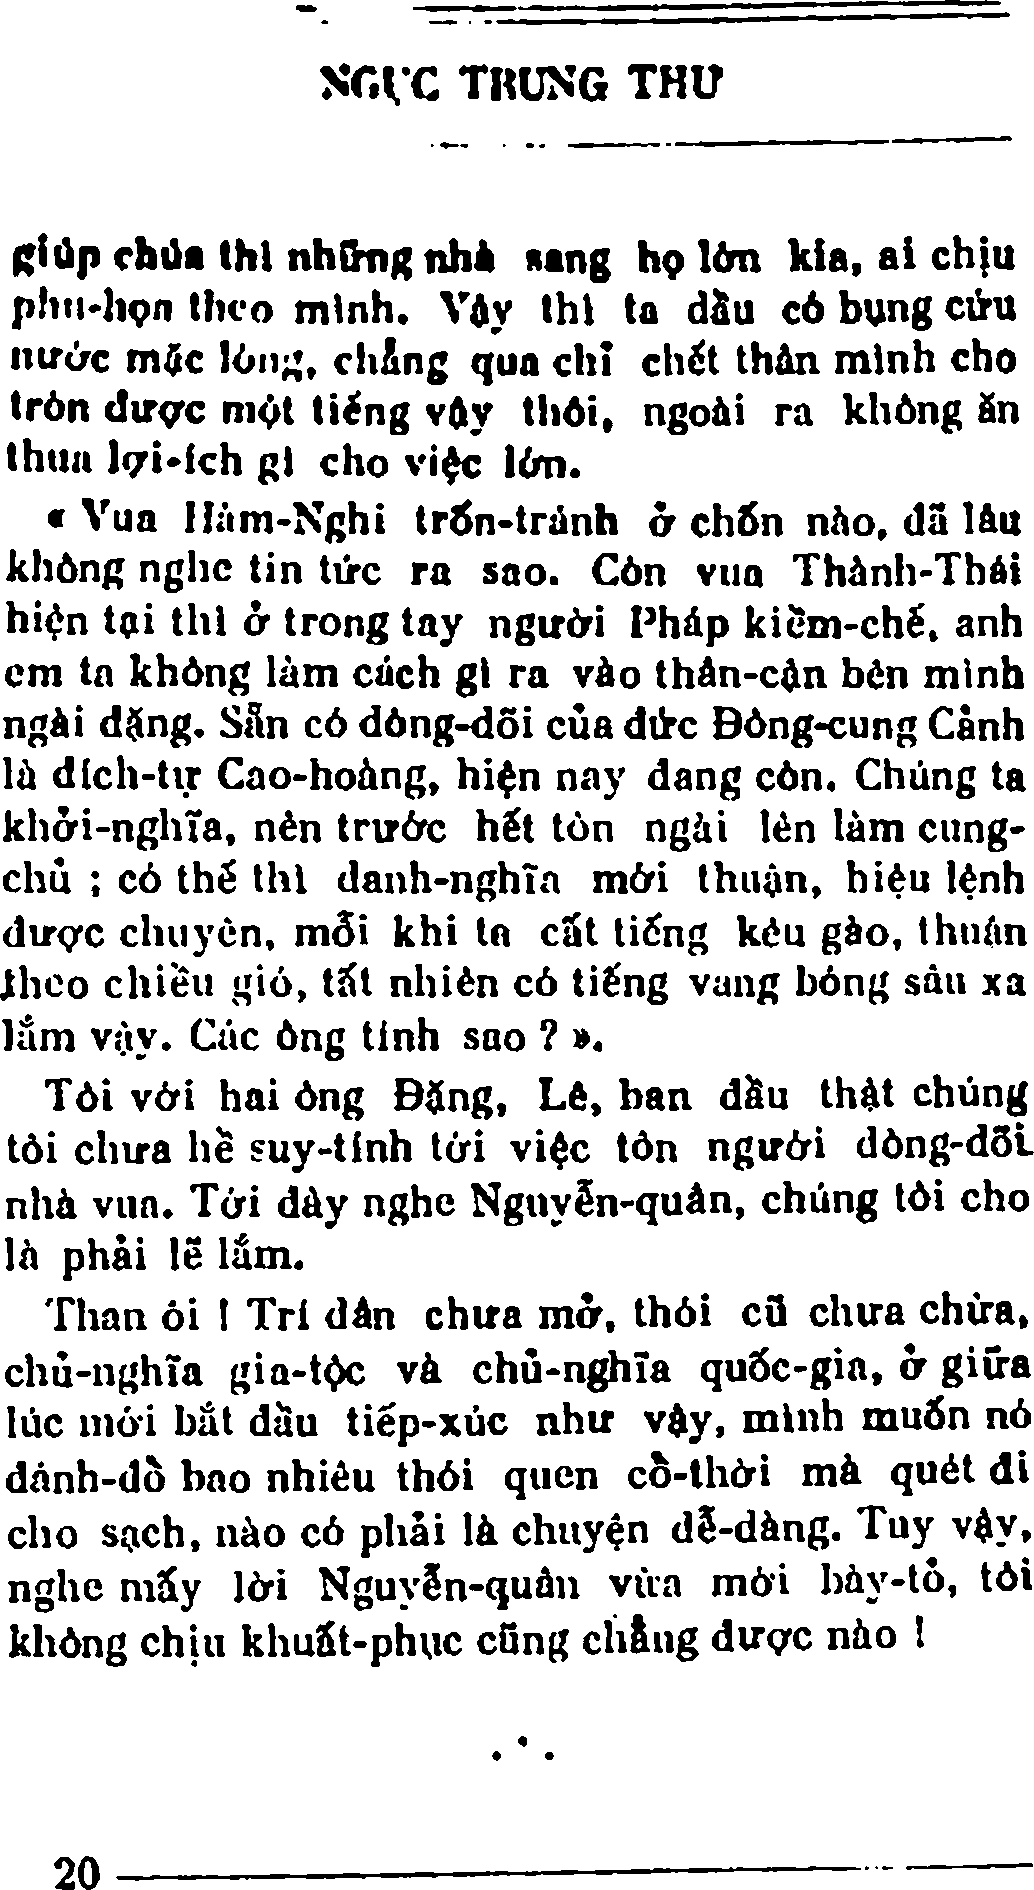 NGỤC TRUNG THƯ
giúp chúa thì những nhà sang họ lớn kia, ai chịu
phu-họa theo mình. Vậy thì ta dầu có bụng cứu
nước mặc lòng, chẳng qua chỉ chết thân mình cho
tròn được một tiếng vậy thôi, ngoài ra không ăn
thua lợi-ích gì cho việc lớn.
« Vua Hàm-Nghi trốn-tránh ở chốn nào, đã lâu
không nghe tin tức ra sao. Còn vua Thành-Thái
hiện tại thì ở trong tay người Pháp kiềm-chế, anh
em ta không làm cách gì ra vào thân-cận bên mình
ngài đặng. Sẵn có dòng-dõi của đức Đông-cung Cảnh
là đích-tự Cao-hoàng, hiện nay đang còn. Chúng ta
khởi-nghĩa, nên trước hết tôn ngài lên làm cung-
chủ ; có thế thì danh-nghĩa mới thuận, hiệu lệnh
được chuyên, mỗi khi ta cất tiếng kêu gào, thuận
theo chiều gió, tất nhiên có tiếng vang bóng sâu xa
lắm vậy. Các ông tính sao ? ».
Tôi với hai ông Đặng, Lê, ban đầu thật chúng
tôi chưa hề suy-tính tới việc tôn người dòng-dõi
nhà vua. Tới đây nghe Nguyễn-quân, chúng tôi cho
là phải lẽ lắm.
Than ôi ! Trí dân chưa mở, thói cũ chưa chừa,
chủ-nghĩa gia-tộc và chủ-nghĩa quốc-gia, ở giữa
lúc mới bắt đầu tiếp-xúc như vậy, mình muốn nó
đánh-đổ bao nhiêu thói quen cổ-thời mà quét đi
cho sạch, nào có phải là chuyện dễ-dàng. Tuy vậy,
nghe mấy lời Nguyễn-quân vừa mới bày-tỏ, tôi
không chịu khuất-phục cũng chẳng được nào !
20